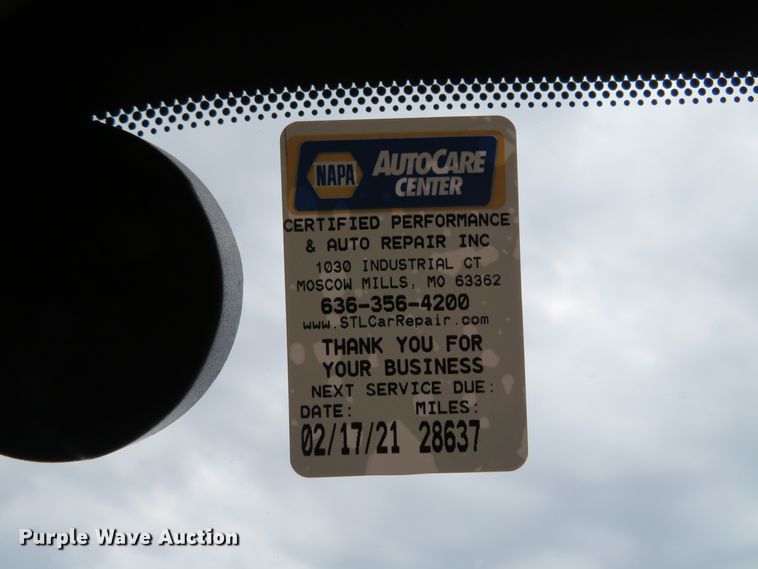 NAPA AUTOCARE
CENTER
CERTIFIED PERFORMANCE
& AUTO REPAIR INC
1030 INDUSTRIAL CT
MOSCOW MILLS, MO 63362
636-356-4200
www.STLCarRepair.com
THANK YOU FOR
YOUR BUSINESS
NEXT SERVICE DUE:
DATE: MILES:
02/17/21 28637
Purple Wave Auction